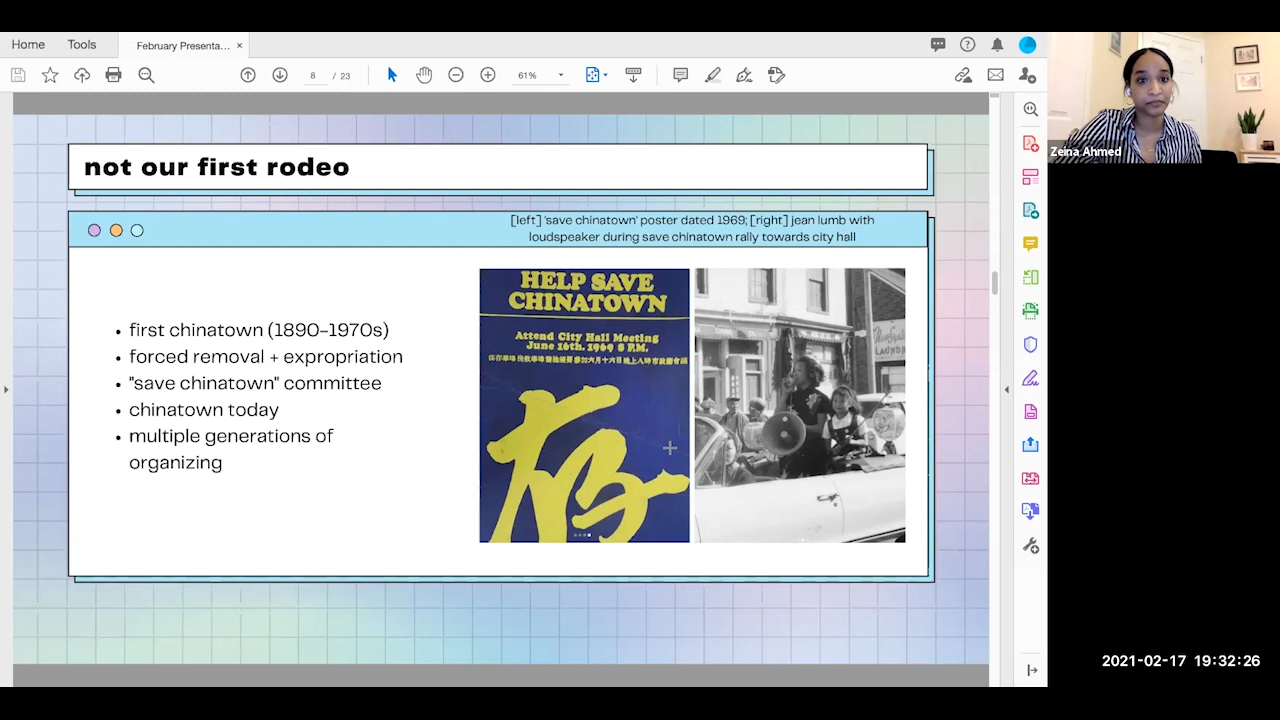 Home
Tools
February Presenta... ×
8 / 23
61%
Zeina Ahmed
not our first rodeo
[left] 'save chinatown' poster dated 1969; [right] jean lumb with
loudspeaker during save chinatown rally towards city hall
• first chinatown (1890-1970s)
• forced removal + expropriation
• "save chinatown" committee
• chinatown today
• multiple generations of
organizing
HELP SAVE
CHINATOWN
Attend City Hall Meeting
June 16th. 1969 8 P.M.
存
LAUND
2021-02-17 19:32:26